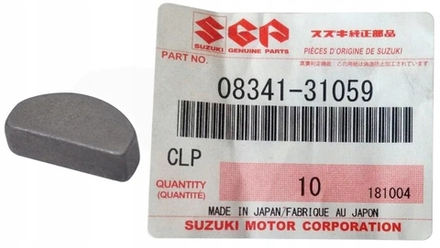 SGP
スズキ純正部品
SUZUKI GENUINE PARTS
PIÈCES D'ORIGINE DE SUZUKI
PART NO.
08341-31059
CLP
QUANTITY
(QUANTITÉ)
10
181004
MADE IN JAPAN/FABRIQUE AU JAPON
SUZUKI MOTOR CORPORATION